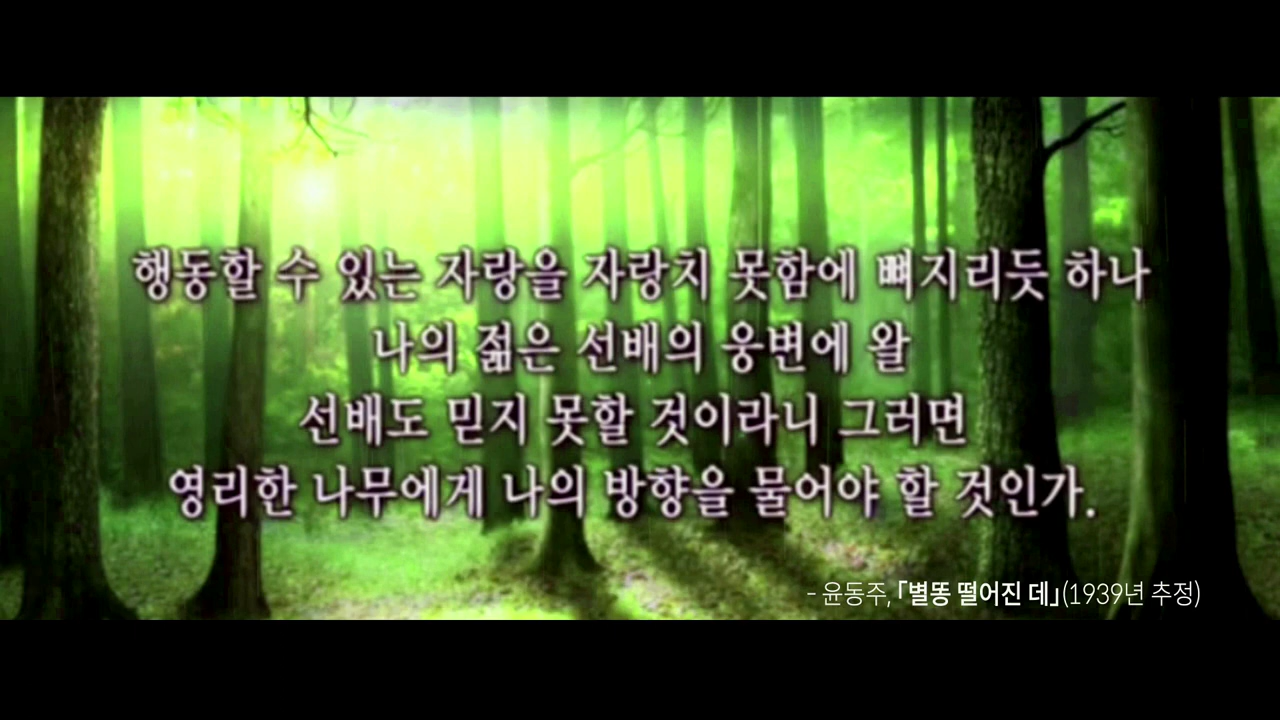 행동할 수 있는 자랑을 자랑치 못함에 뼈지리듯 하나
나의 젊은 선배의 웅변에 왈
선배도 믿지 못할 것이라니 그러면
영리한 나무에게 나의 방향을 물어야 할 것인가.
- 윤동주, 「별똥 떨어진 데」(1939년 추정)